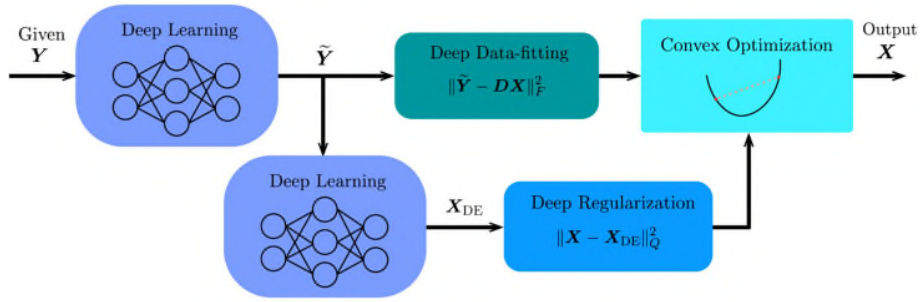 Given
Y
Deep Learning
Ỹ
Deep Data-fitting
‖Ỹ − DX‖²_F
Convex Optimization
Output
X
Deep Learning
X_DE
Deep Regularization
‖X − X_DE‖²_Q